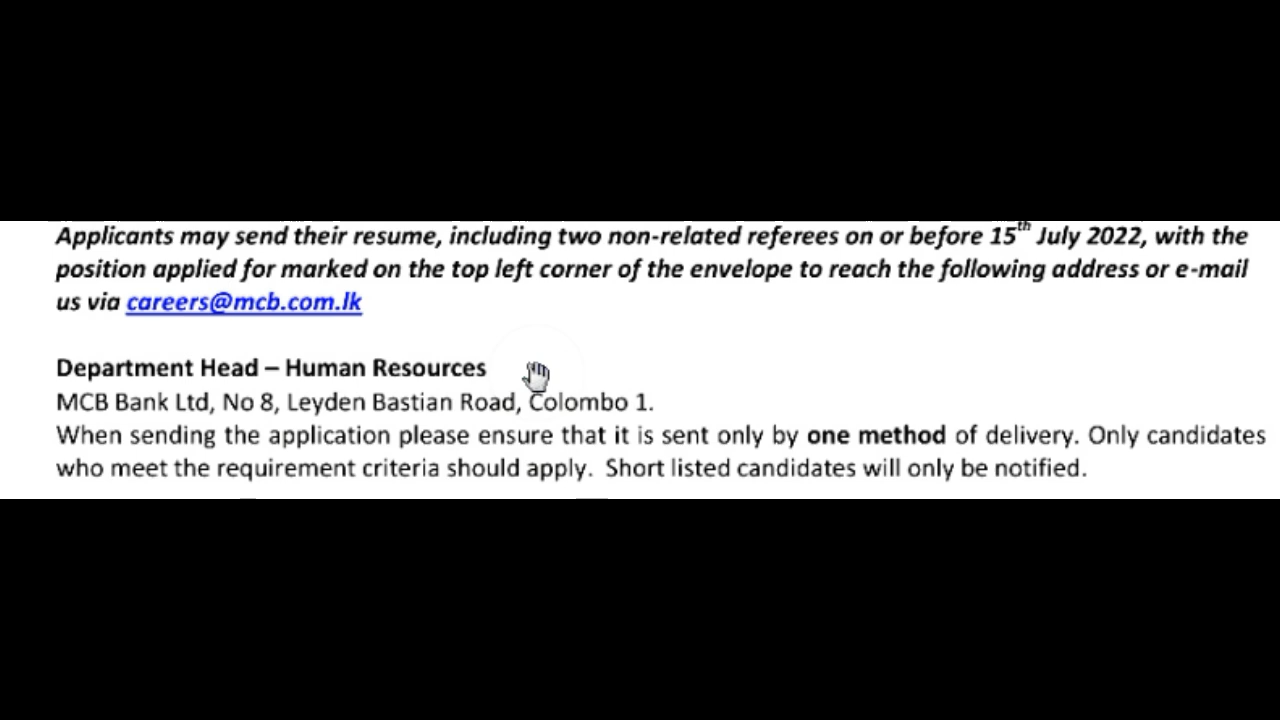 Applicants may send their resume, including two non-related referees on or before 15th July 2022, with the
position applied for marked on the top left corner of the envelope to reach the following address or e-mail
us via careers@mcb.com.lk
Department Head – Human Resources
MCB Bank Ltd, No 8, Leyden Bastian Road, Colombo 1.
When sending the application please ensure that it is sent only by one method of delivery. Only candidates
who meet the requirement criteria should apply.  Short listed candidates will only be notified.